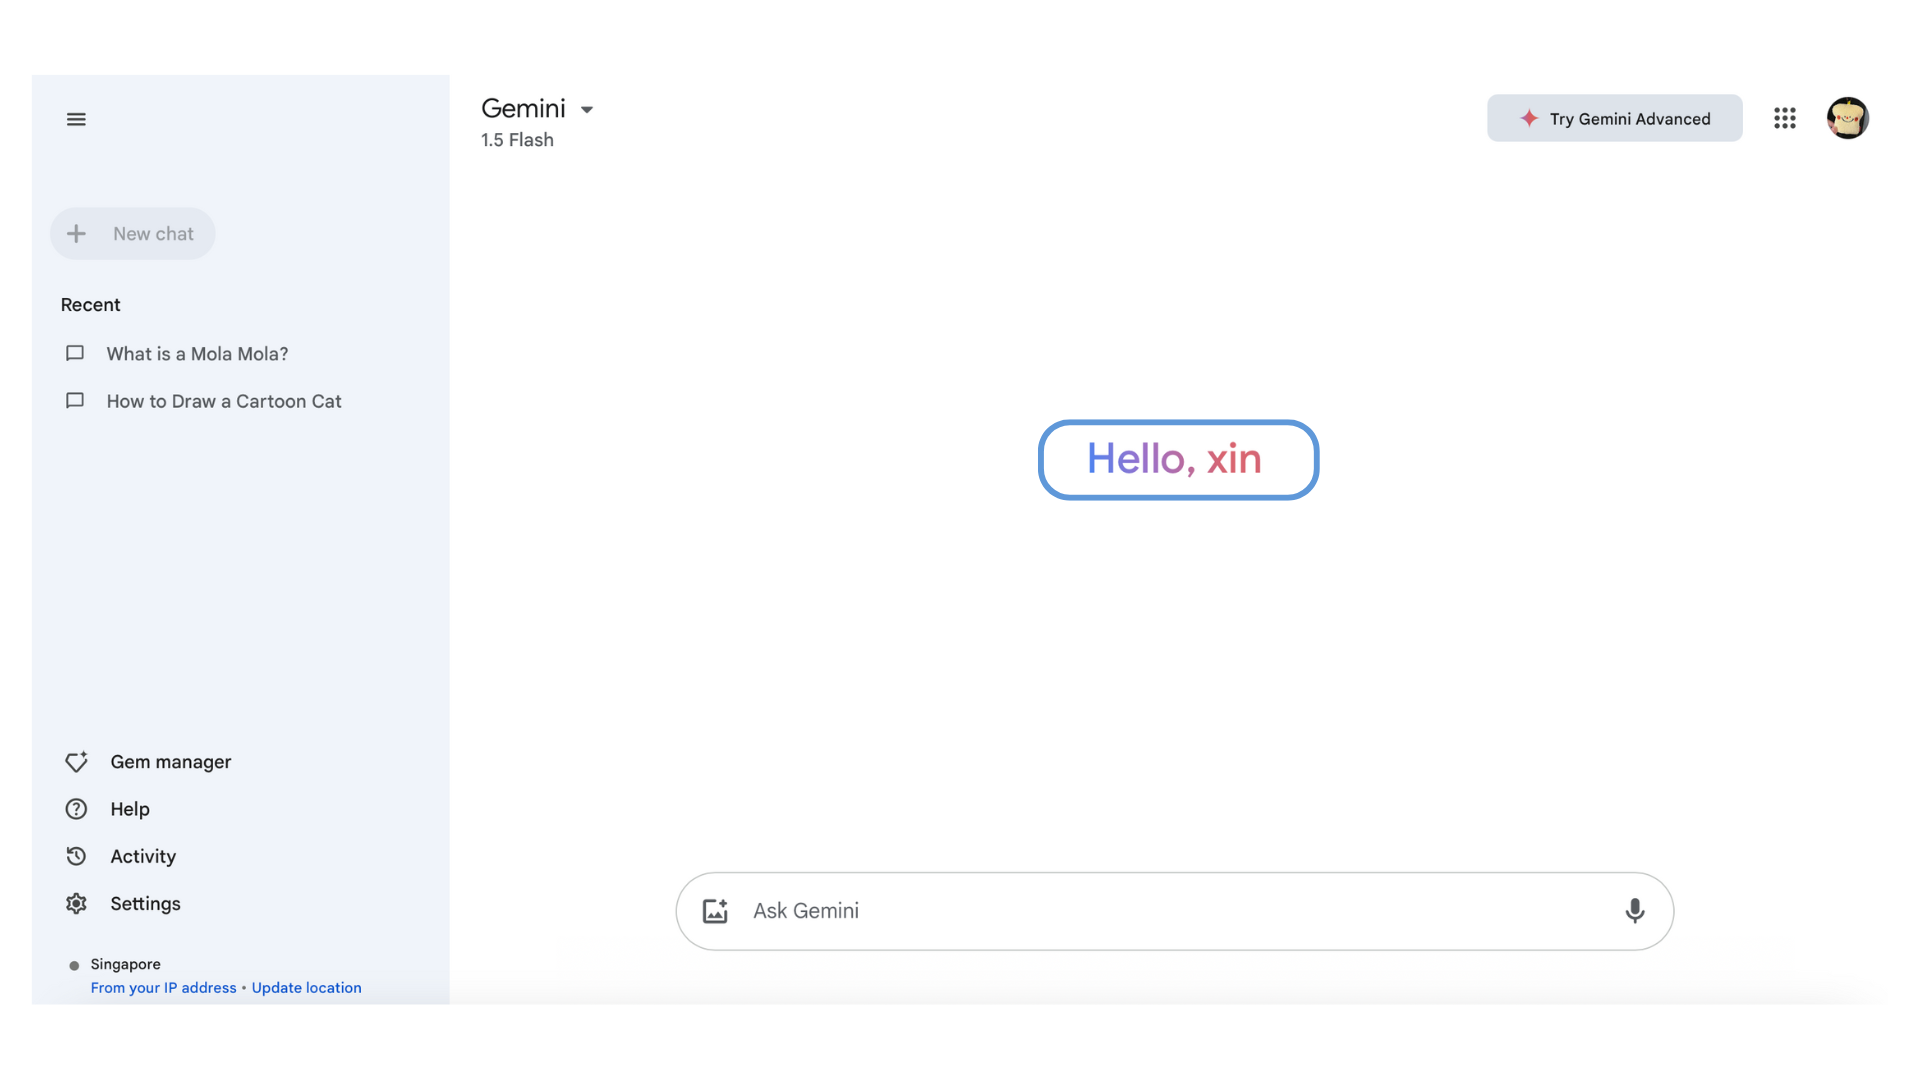 Gemini
1.5 Flash
Try Gemini Advanced
New chat
Recent
What is a Mola Mola?
How to Draw a Cartoon Cat
Hello, xin
Gem manager
Help
Activity
Settings
Ask Gemini
Singapore
From your IP address • Update location